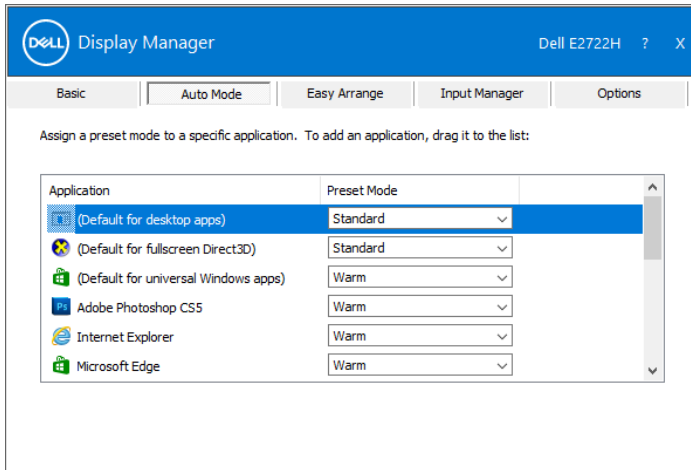 DELL Display Manager Dell E2722H ? X
Basic Auto Mode Easy Arrange Input Manager Options
Assign a preset mode to a specific application. To add an application, drag it to the list:
Application Preset Mode
(Default for desktop apps) Standard
(Default for fullscreen Direct3D) Standard
(Default for universal Windows apps) Warm
Ps Adobe Photoshop CS5 Warm
Internet Explorer Warm
Microsoft Edge Warm